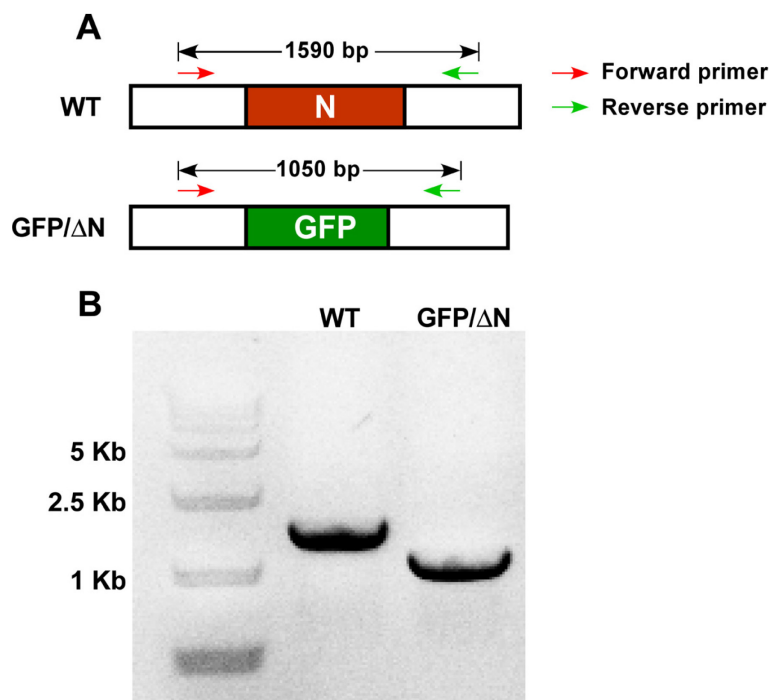 A
1590 bp
Forward primer
WT
N
Reverse primer
1050 bp
GFP/ΔN
GFP
B
WT GFP/ΔN
5 Kb
2.5 Kb
1 Kb